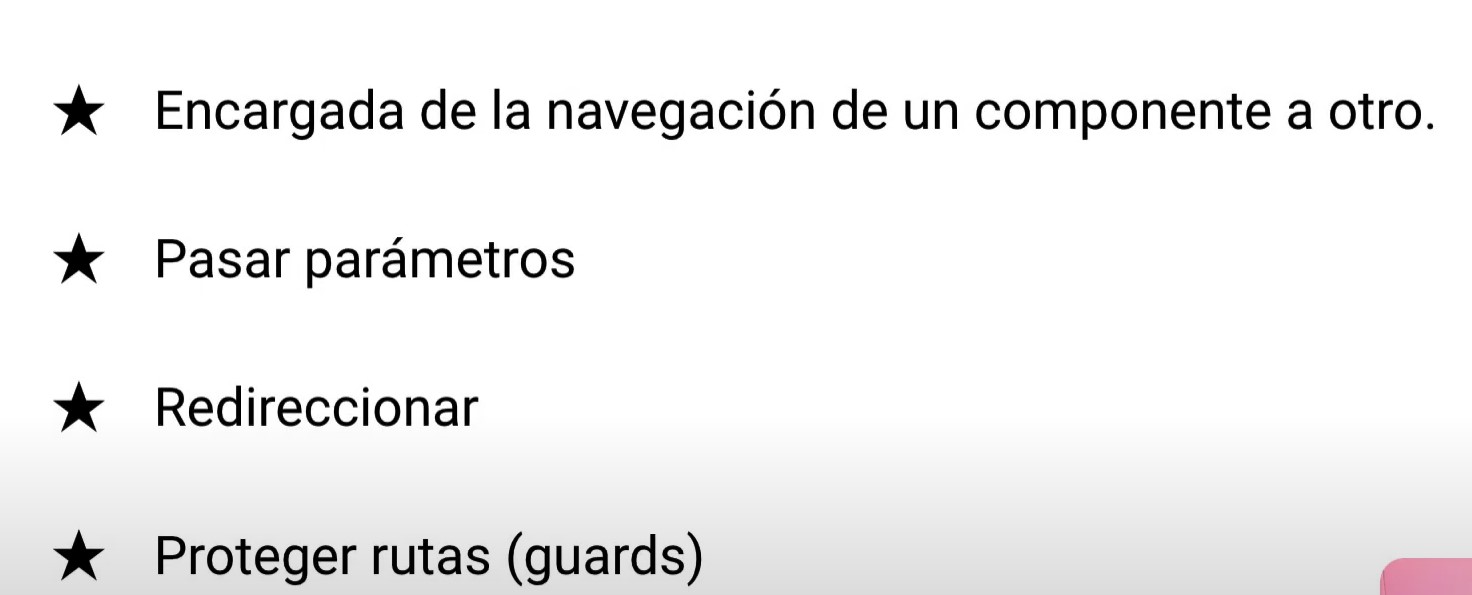 ★ Encargada de la navegación de un componente a otro.
★ Pasar parámetros
★ Redireccionar
★ Proteger rutas (guards)